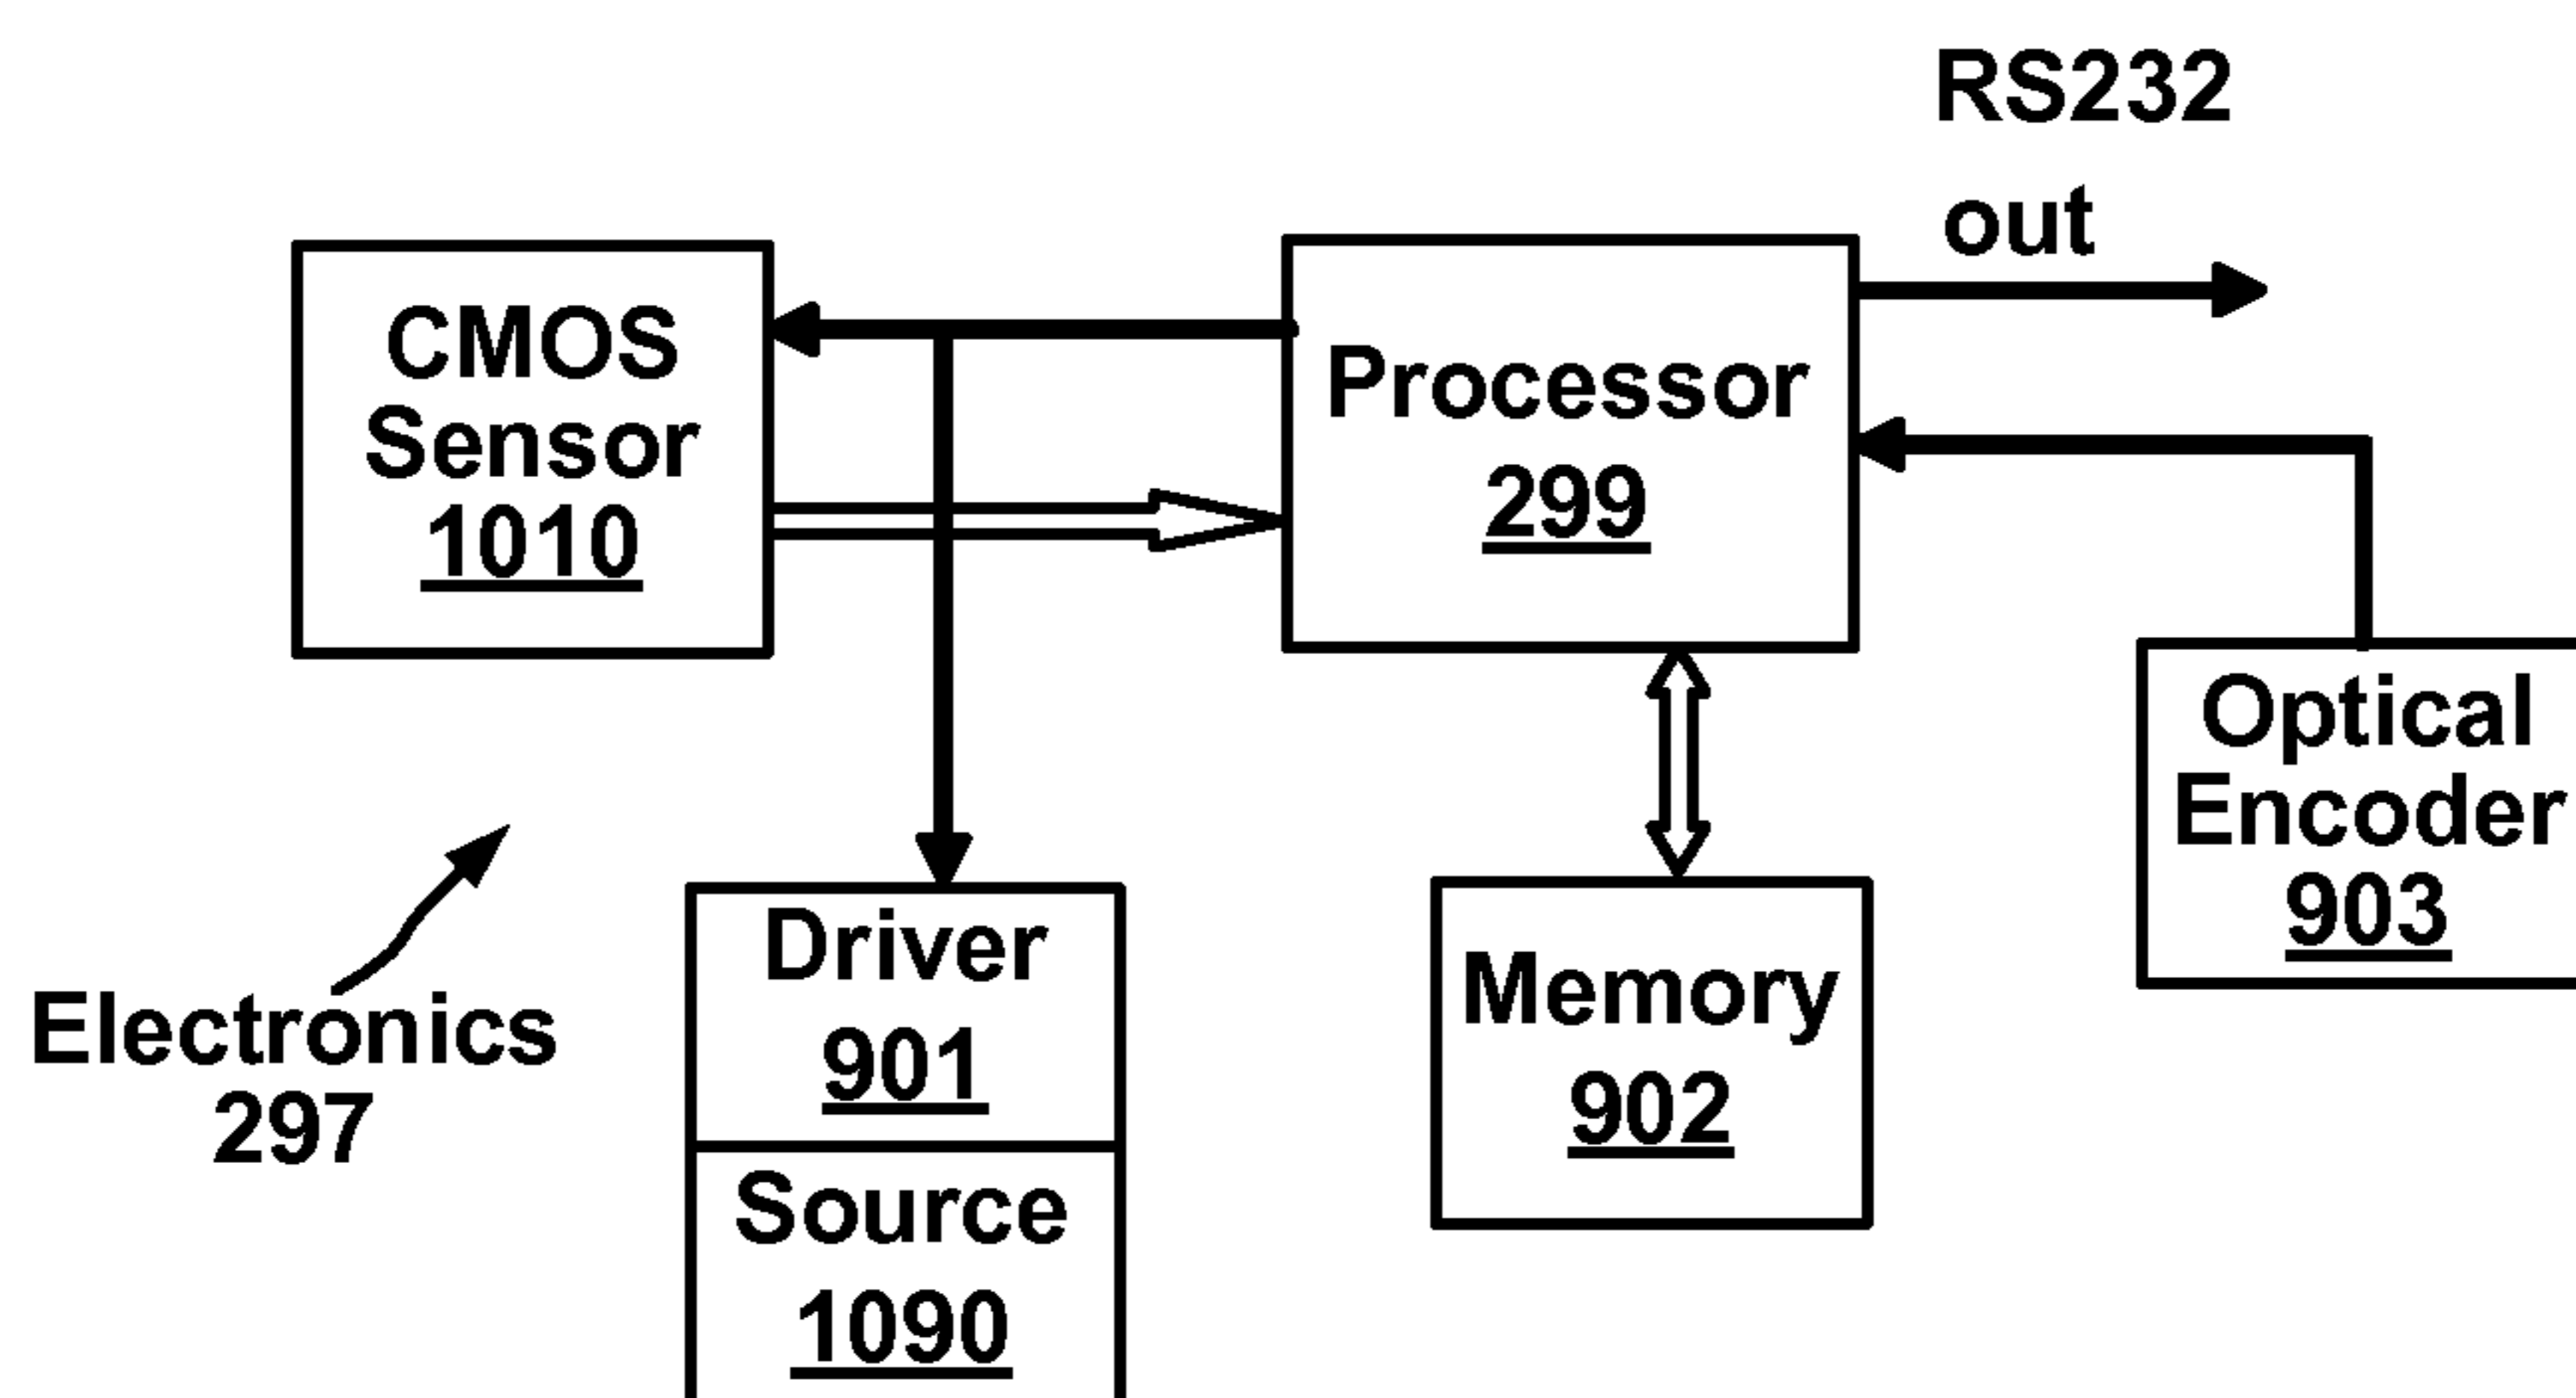 RS232
out
CMOS
Sensor
1010
Processor
299
Optical
Encoder
903
Driver
901
Memory
902
Electronics
297
Source
1090